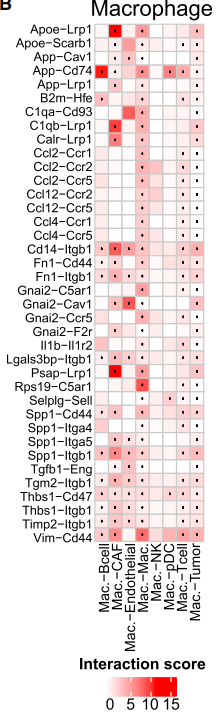 B
Macrophage
Apoe−Lrp1
Apoe−Scarb1
App−Cav1
App−Cd74
App−Lrp1
B2m−Hfe
C1qa−Cd93
C1qb−Lrp1
Calr−Lrp1
Ccl2−Ccr1
Ccl2−Ccr2
Ccl2−Ccr5
Ccl12−Ccr2
Ccl12−Ccr5
Ccl4−Ccr1
Ccl4−Ccr5
Cd14−Itgb1
Fn1−Cd44
Fn1−Itgb1
Gnai2−C5ar1
Gnai2−Cav1
Gnai2−Ccr5
Gnai2−F2r
Il1b−Il1r2
Lgals3bp−Itgb1
Psap−Lrp1
Rps19−C5ar1
Selplg−Sell
Spp1−Cd44
Spp1−Itga4
Spp1−Itga5
Spp1−Itgb1
Tgfb1−Eng
Tgm2−Itgb1
Thbs1−Cd47
Thbs1−Itgb1
Timp2−Itgb1
Vim−Cd44
Mac.−Bcell
Mac.−CAF
Mac.−Endothelial
Mac.−Mac.
Mac.−NK
Mac.−pDC
Mac.−Tcell
Mac.−Tumor
Interaction score
0 5 10 15